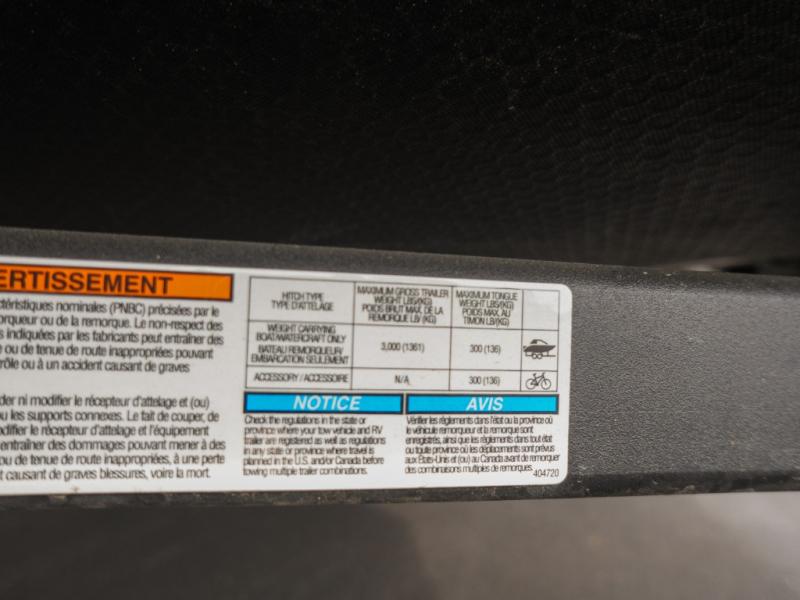 ERTISSEMENT
ctéristiques nominales (PNBC) précisées par le
orqueur ou de la remorque. Le non-respect des
s indiquées par les fabricants peut entraîner des
e ou de tenue de route inappropriées pouvant
rôle ou à un accident causant de graves
der ni modifier le récepteur d'attelage et (ou)
u les supports connexes. Le fait de couper, de
odifier le récepteur d'attelage et l'équipement
entraîner des dommages pouvant mener à des
ou de tenue de route inappropriées, à une perte
t causant de graves blessures, voire la mort.
HITCH TYPE
TYPE D'ATTELAGE
MAXIMUM GROSS TRAILER
WEIGHT LBS/(KG)
POIDS BRUT MAX. DE LA
REMORQUE LB/(KG)
MAXIMUM TONGUE
WEIGHT LBS/(KG)
POIDS MAX. AU
TIMON LB/(KG)
WEIGHT CARRYING
BOAT/WATERCRAFT ONLY
BATEAU REMORQUEUR/
EMBARCATION SEULEMENT
3,000 (1361)
300 (136)
ACCESSORY / ACCESSOIRE
N/A
300 (136)
NOTICE
Check the regulations in the state or
province where your tow vehicle and RV
trailer are registered as well as regulations
in any state or province where travel is
planned in the U.S. and/or Canada before
towing multiple trailer combinations.
AVIS
Vérifier les règlements dans l'état ou la province où
le véhicule remorqueur et la remorque sont
enregistrés, ainsi que les règlements dans tout état
ou toute province où les déplacements sont prévus
aux États-Unis et (ou) au Canada avant de remorquer
des combinaisons multiples de remorques.
404720